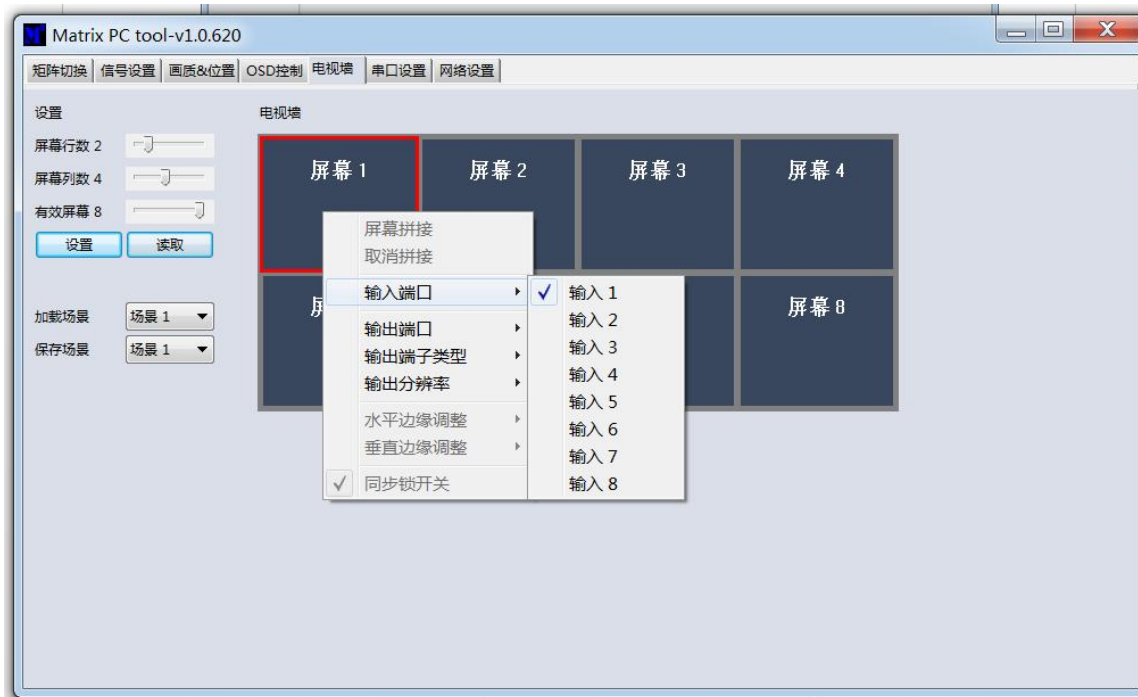 Matrix PC tool-v1.0.620
矩阵切换 信号设置 画质&位置 OSD控制 电视墙 串口设置 网络设置
设置
电视墙
屏幕行数 2
屏幕列数 4
有效屏幕 8
设置 读取
加载场景 场景 1
保存场景 场景 1
屏幕 1 屏幕 2 屏幕 3 屏幕 4
屏幕 8
屏幕拼接
取消拼接
输入端口
输出端口
输出端子类型
输出分辨率
水平边缘调整
垂直边缘调整
同步锁开关
输入 1
输入 2
输入 3
输入 4
输入 5
输入 6
输入 7
输入 8